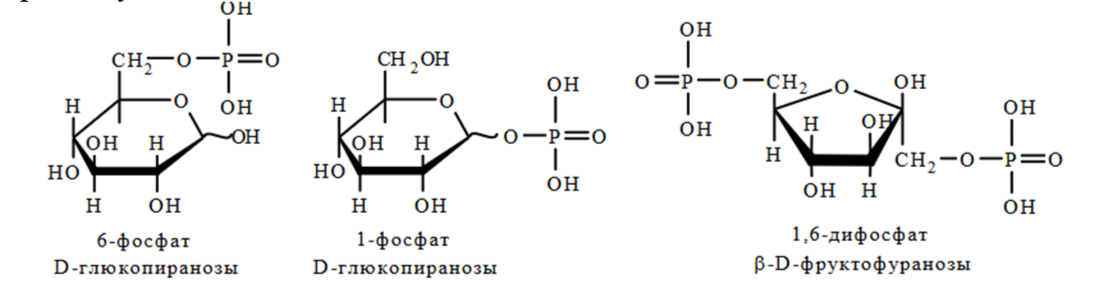 OH
CH2—O—P=O
OH
H
O
OH
H
OH
HO
H
OH
6-фосфат
D-глюкопиранозы
CH2OH
H
O
OH
H
HO
H
OH
OH
O—P=O
OH
1-фосфат
D-глюкопиранозы
OH
O=P—O—CH2
OH
O
OH
H
OH
H
OH
H
OH
CH2—O—P=O
OH
1,6-дифосфат
β-D-фруктофуранозы